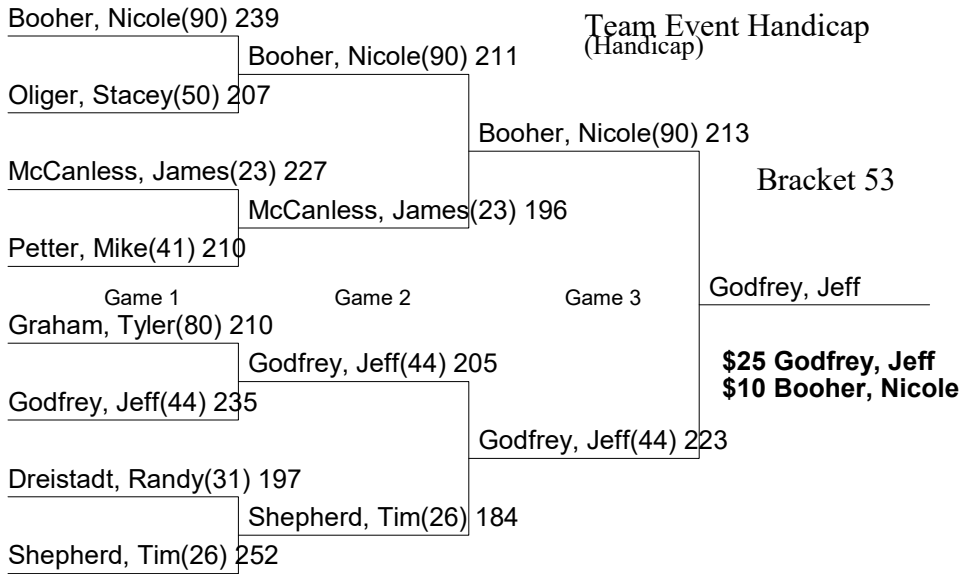 Booher, Nicole(90) 239
Team Event Handicap
(Handicap)
Booher, Nicole(90) 211
Oliger, Stacey(50) 207
Booher, Nicole(90) 213
McCanless, James(23) 227
Bracket 53
McCanless, James(23) 196
Petter, Mike(41) 210
Game 1
Game 2
Game 3
Godfrey, Jeff
Graham, Tyler(80) 210
Godfrey, Jeff(44) 205
$25 Godfrey, Jeff
$10 Booher, Nicole
Godfrey, Jeff(44) 235
Godfrey, Jeff(44) 223
Dreistadt, Randy(31) 197
Shepherd, Tim(26) 184
Shepherd, Tim(26) 252